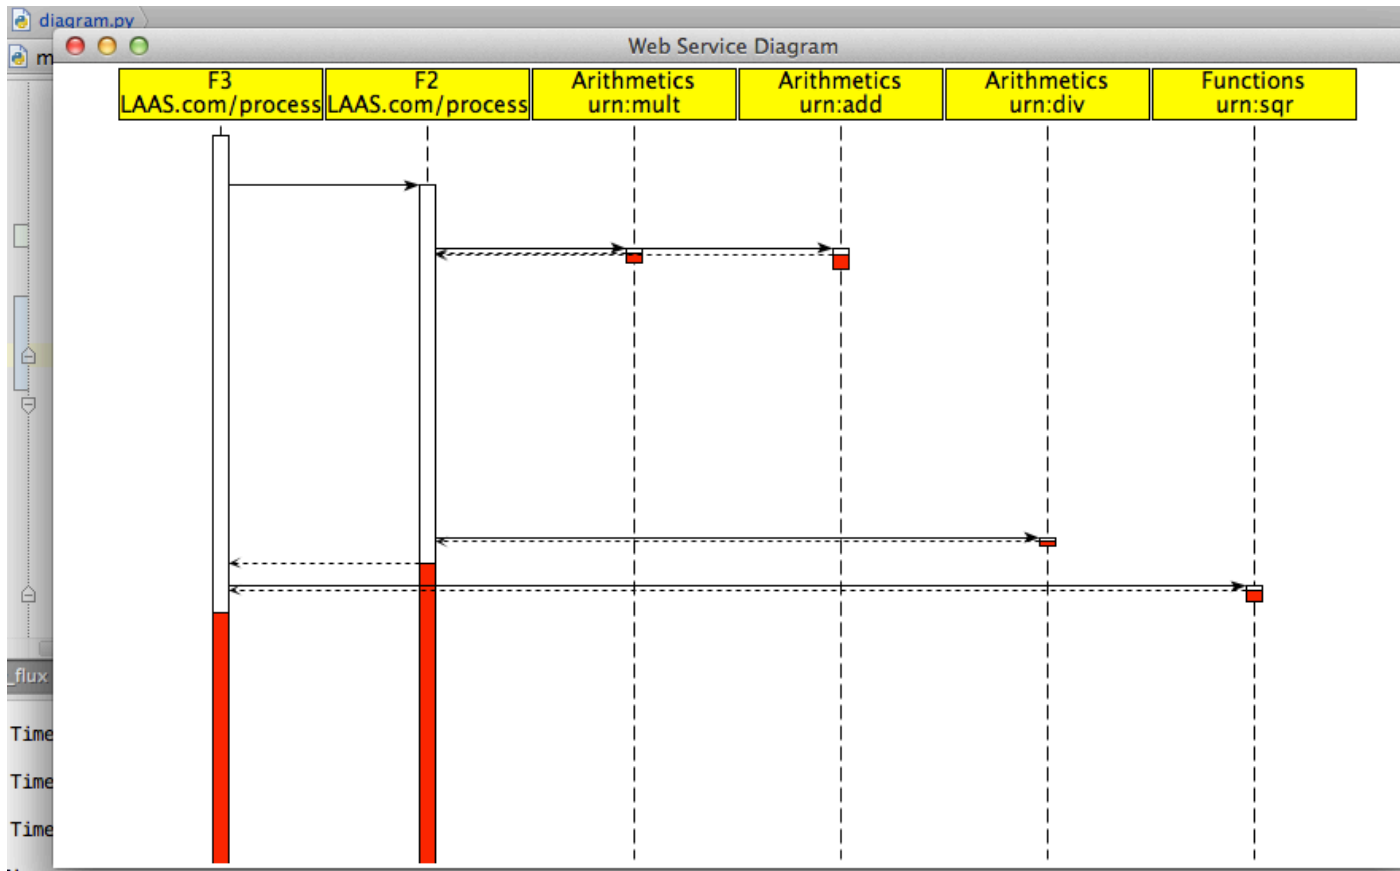 diagram.py
m
Web Service Diagram
F3
LAAS.com/process
F2
LAAS.com/process
Arithmetics
urn:mult
Arithmetics
urn:add
Arithmetics
urn:div
Functions
urn:sqr
_flux
Time
Time
Time